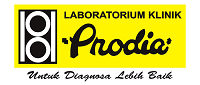 LABORATORIUM KLINIK
Prodia
Untuk Diagnosa Lebih Baik